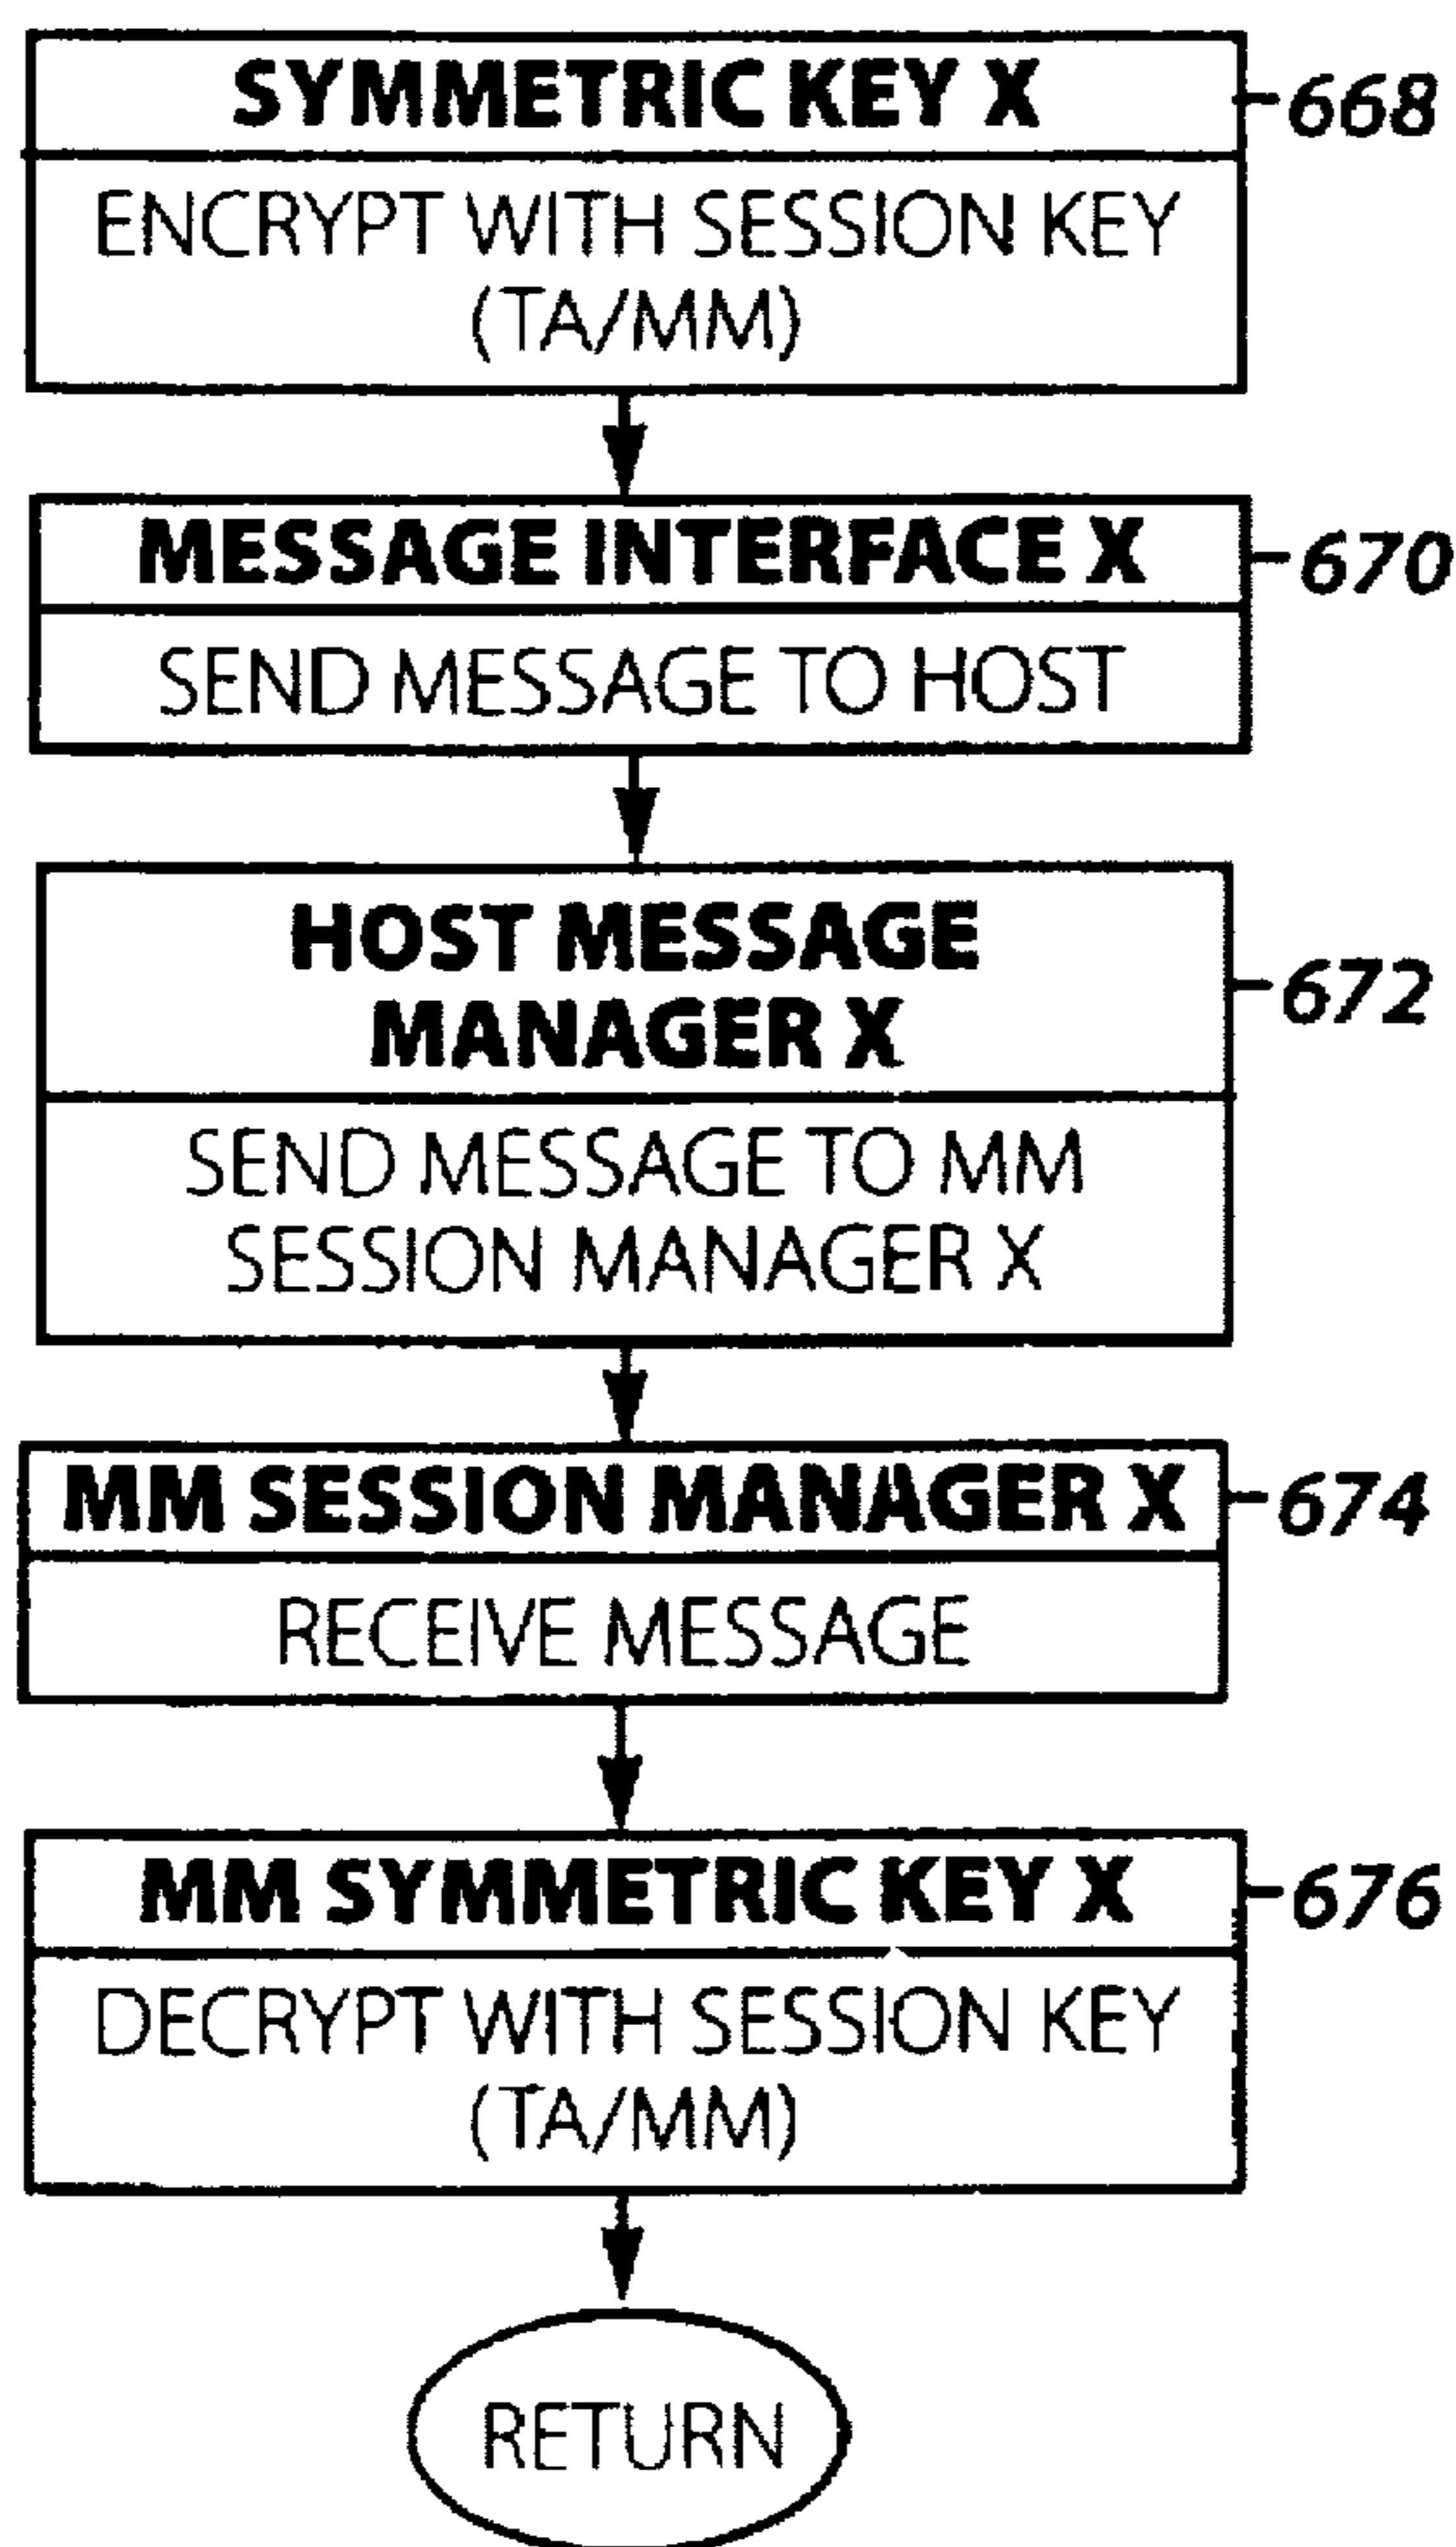 SYMMETRIC KEY X
668
ENCRYPT WITH SESSION KEY
(TA/MM)
MESSAGE INTERFACE X
670
SEND MESSAGE TO HOST
HOST MESSAGE
MANAGER X
672
SEND MESSAGE TO MM
SESSION MANAGER X
MM SESSION MANAGER X
674
RECEIVE MESSAGE
MM SYMMETRIC KEY X
676
DECRYPT WITH SESSION KEY
(TA/MM)
RETURN